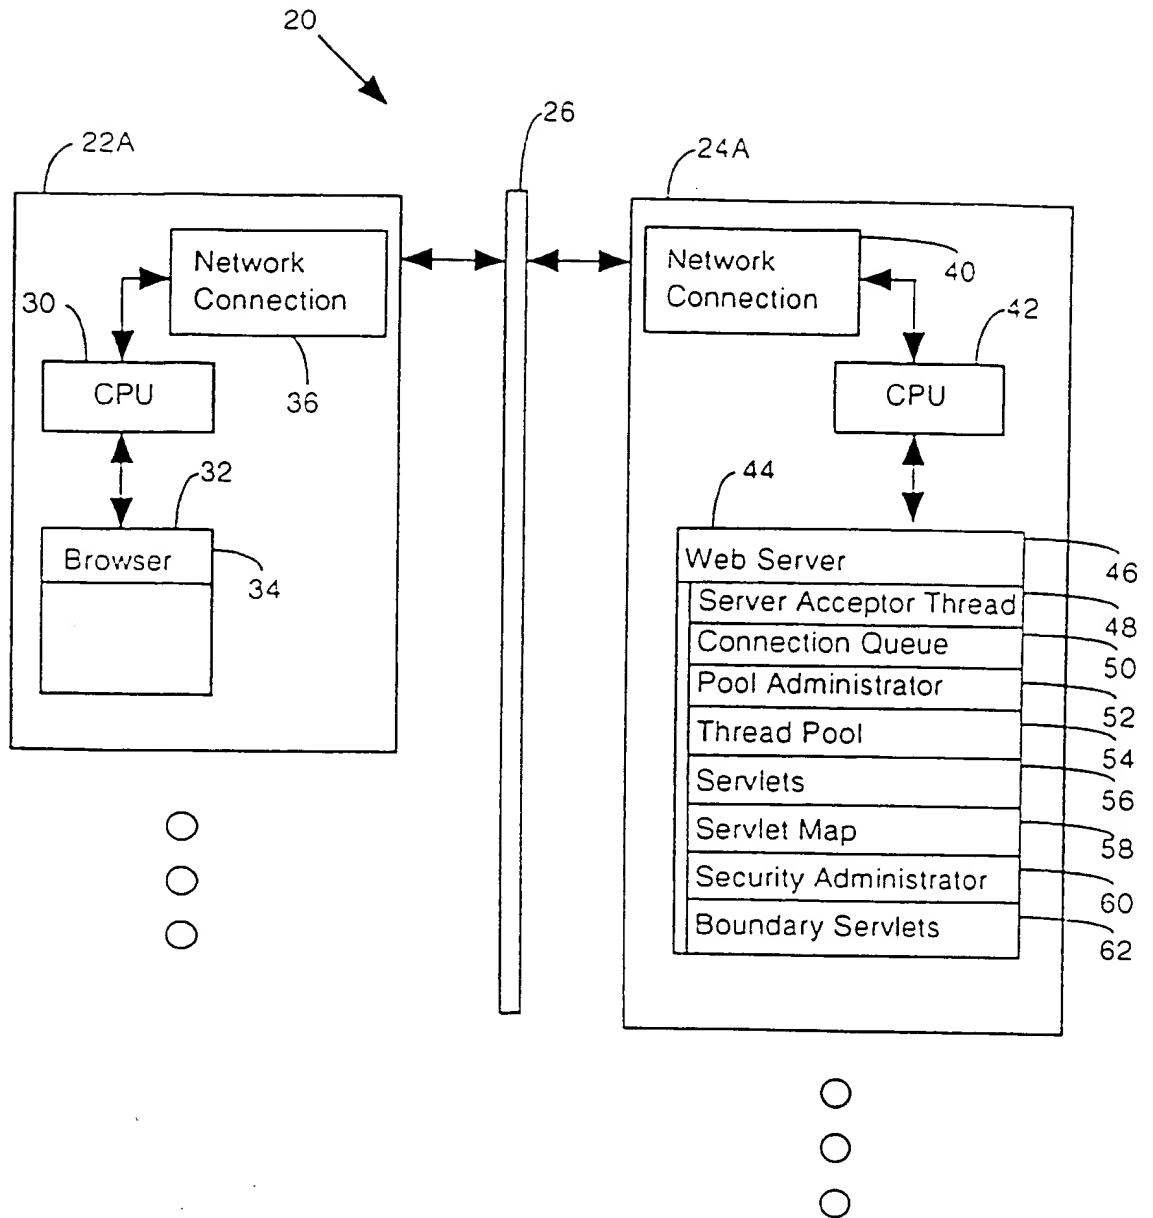 20
22A
26
24A
Network
Connection
36
30
CPU
32
Browser
34
Network
Connection
40
42
CPU
44
Web Server
46
Server Acceptor Thread
48
Connection Queue
50
Pool Administrator
52
Thread Pool
54
Servlets
56
Servlet Map
58
Security Administrator
60
Boundary Servlets
62